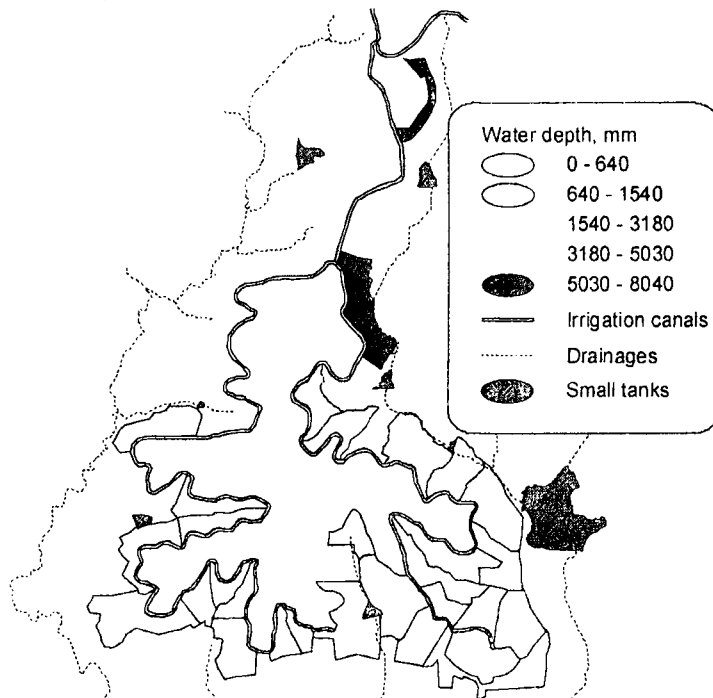 Water depth, mm
0 - 640
640 - 1540
1540 - 3180
3180 - 5030
5030 - 8040
Irrigation canals
Drainages
Small tanks